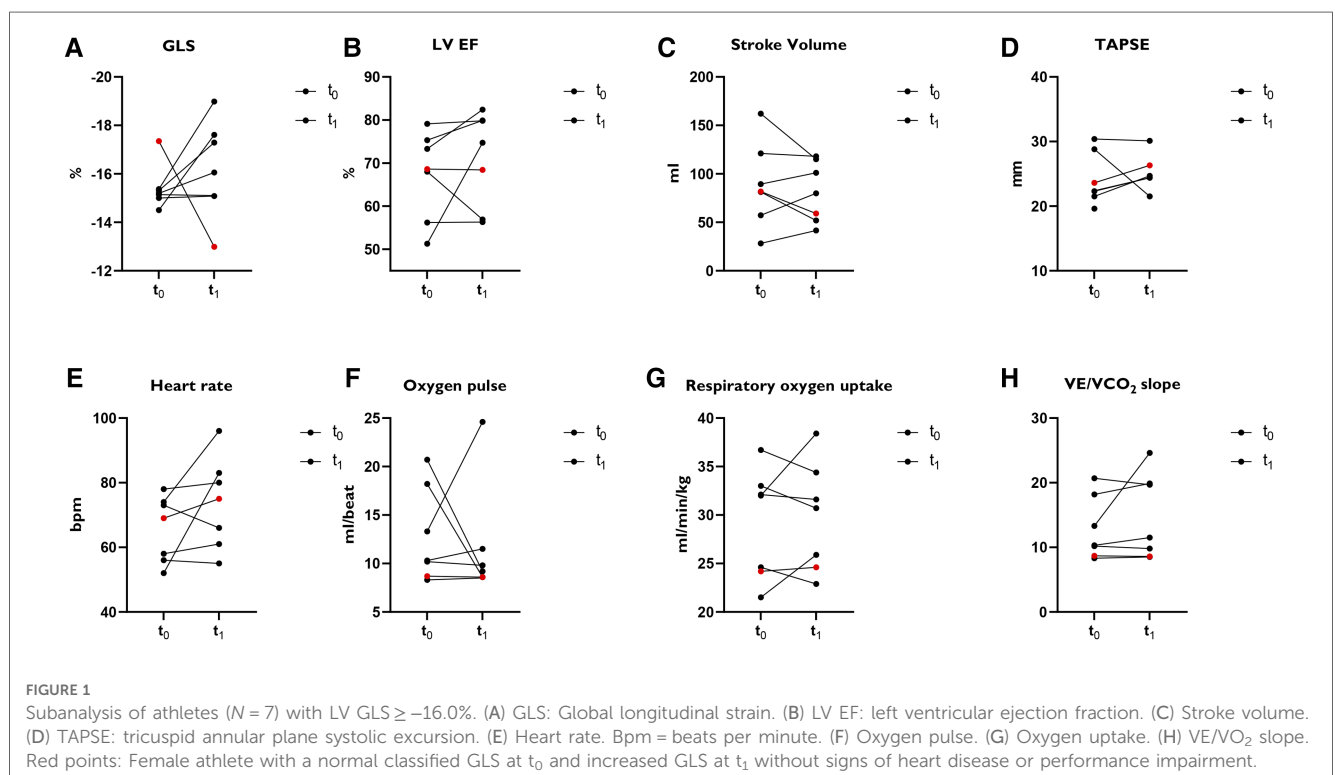 A GLS
-20
-18
-16
-14
-12
%
t0 t1
t0
t1
B LV EF
90
80
70
60
50
%
t0 t1
t0
t1
C Stroke Volume
200
150
100
50
0
ml
t0 t1
t0
t1
D TAPSE
40
30
20
10
mm
t0 t1
t0
t1
E Heart rate
100
80
60
40
bpm
t0 t1
t0
t1
F Oxygen pulse
25
20
15
10
5
ml/beat
t0 t1
t0
t1
G Respiratory oxygen uptake
40
35
30
25
20
ml/min/kg
t0 t1
t0
t1
H VE/VCO2 slope
30
20
10
0
t0 t1
t0
t1
FIGURE 1
Subanalysis of athletes (N = 7) with LV GLS ≥ −16.0%. (A) GLS: Global longitudinal strain. (B) LV EF: left ventricular ejection fraction. (C) Stroke volume.
(D) TAPSE: tricuspid annular plane systolic excursion. (E) Heart rate. Bpm = beats per minute. (F) Oxygen pulse. (G) Oxygen uptake. (H) VE/VO2 slope.
Red points: Female athlete with a normal classified GLS at t0 and increased GLS at t1 without signs of heart disease or performance impairment.